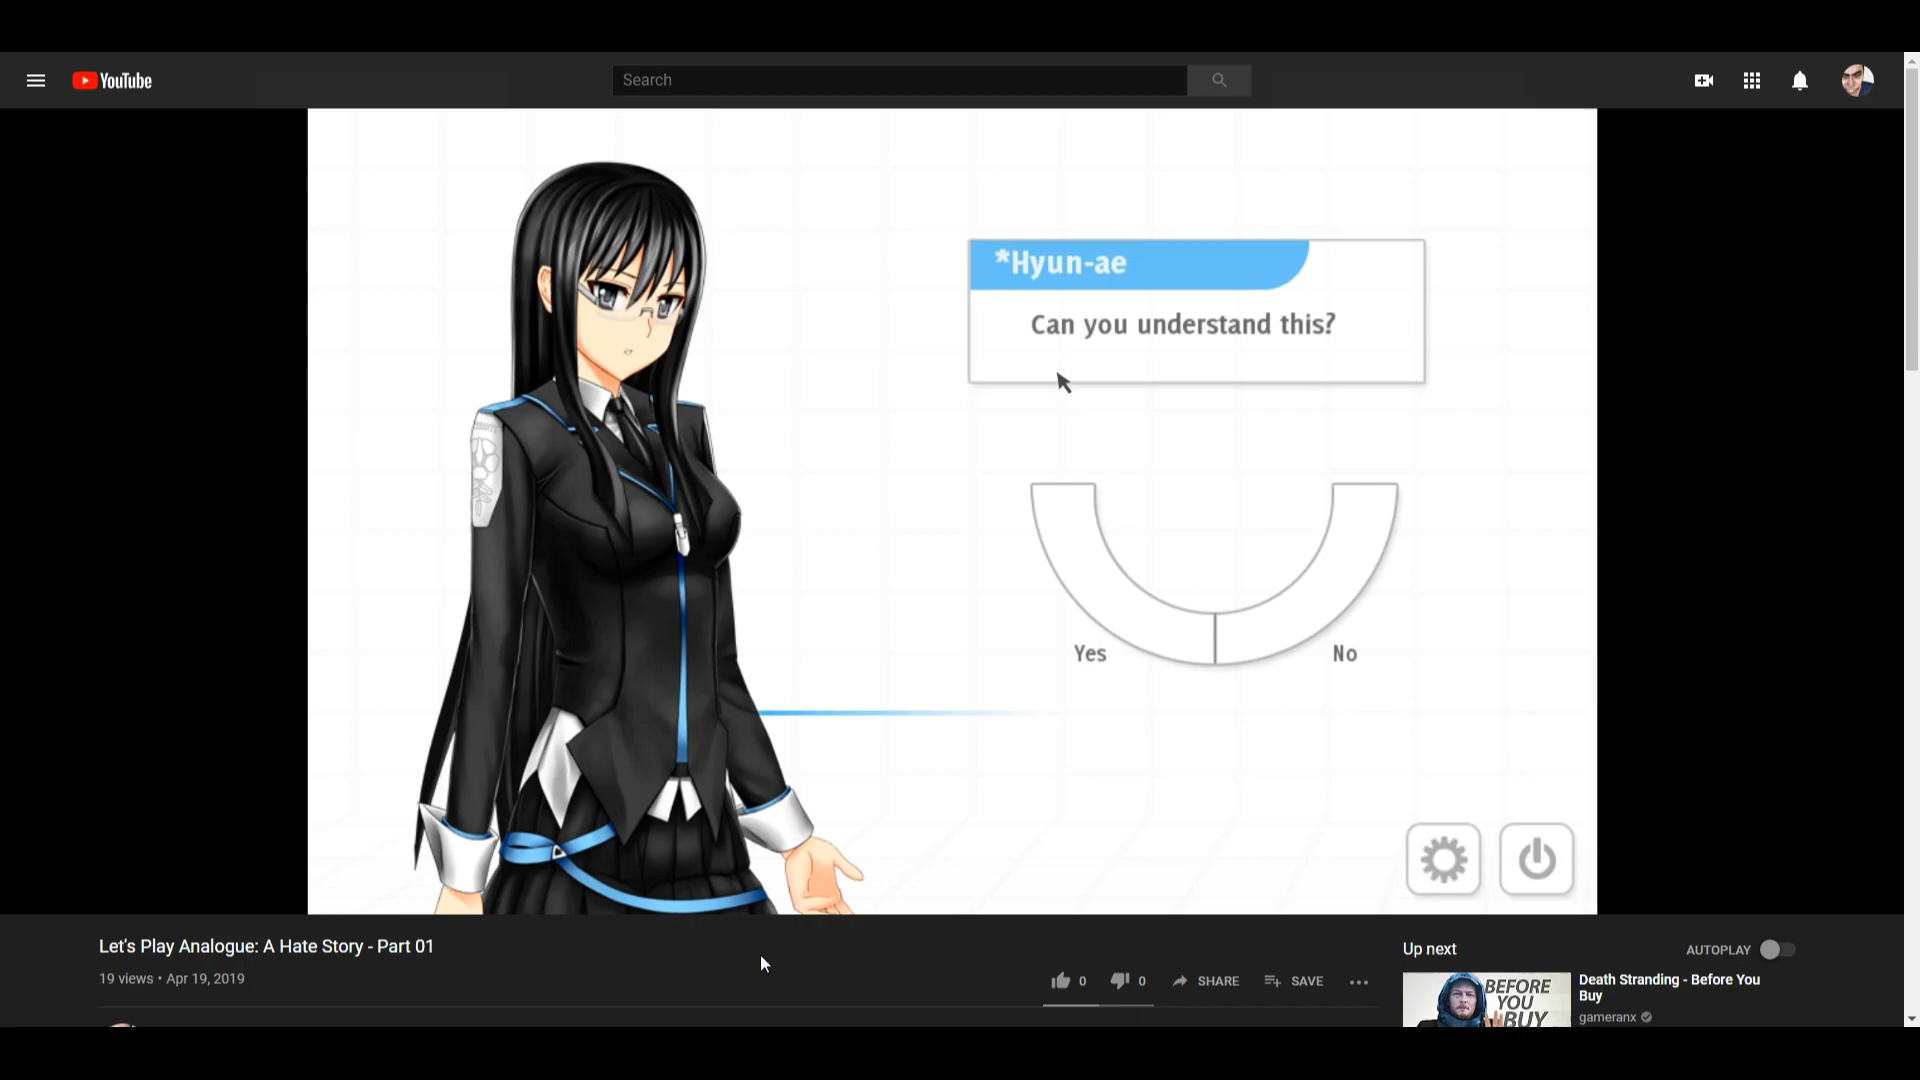 YouTube
Search
*Hyun-ae
Can you understand this?
Yes
No
Let's Play Analogue: A Hate Story - Part 01
19 views • Apr 19, 2019
0
0
SHARE
SAVE
Up next
AUTOPLAY
BEFORE
YOU
BUY
Death Stranding - Before You
Buy
gameranx